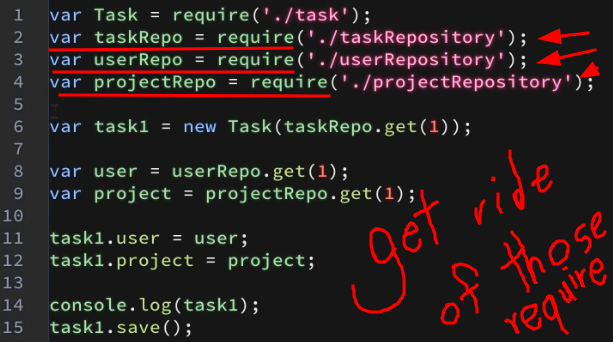 1 var Task = require('./task');
2 var taskRepo = require('./taskRepository');
3 var userRepo = require('./userRepository');
4 var projectRepo = require('./projectRepository');
5
6 var task1 = new Task(taskRepo.get(1));
7
8 var user = userRepo.get(1);
9 var project = projectRepo.get(1);
10
11 task1.user = user;
12 task1.project = project;
13
14 console.log(task1);
15 task1.save();
get ride
of those
require